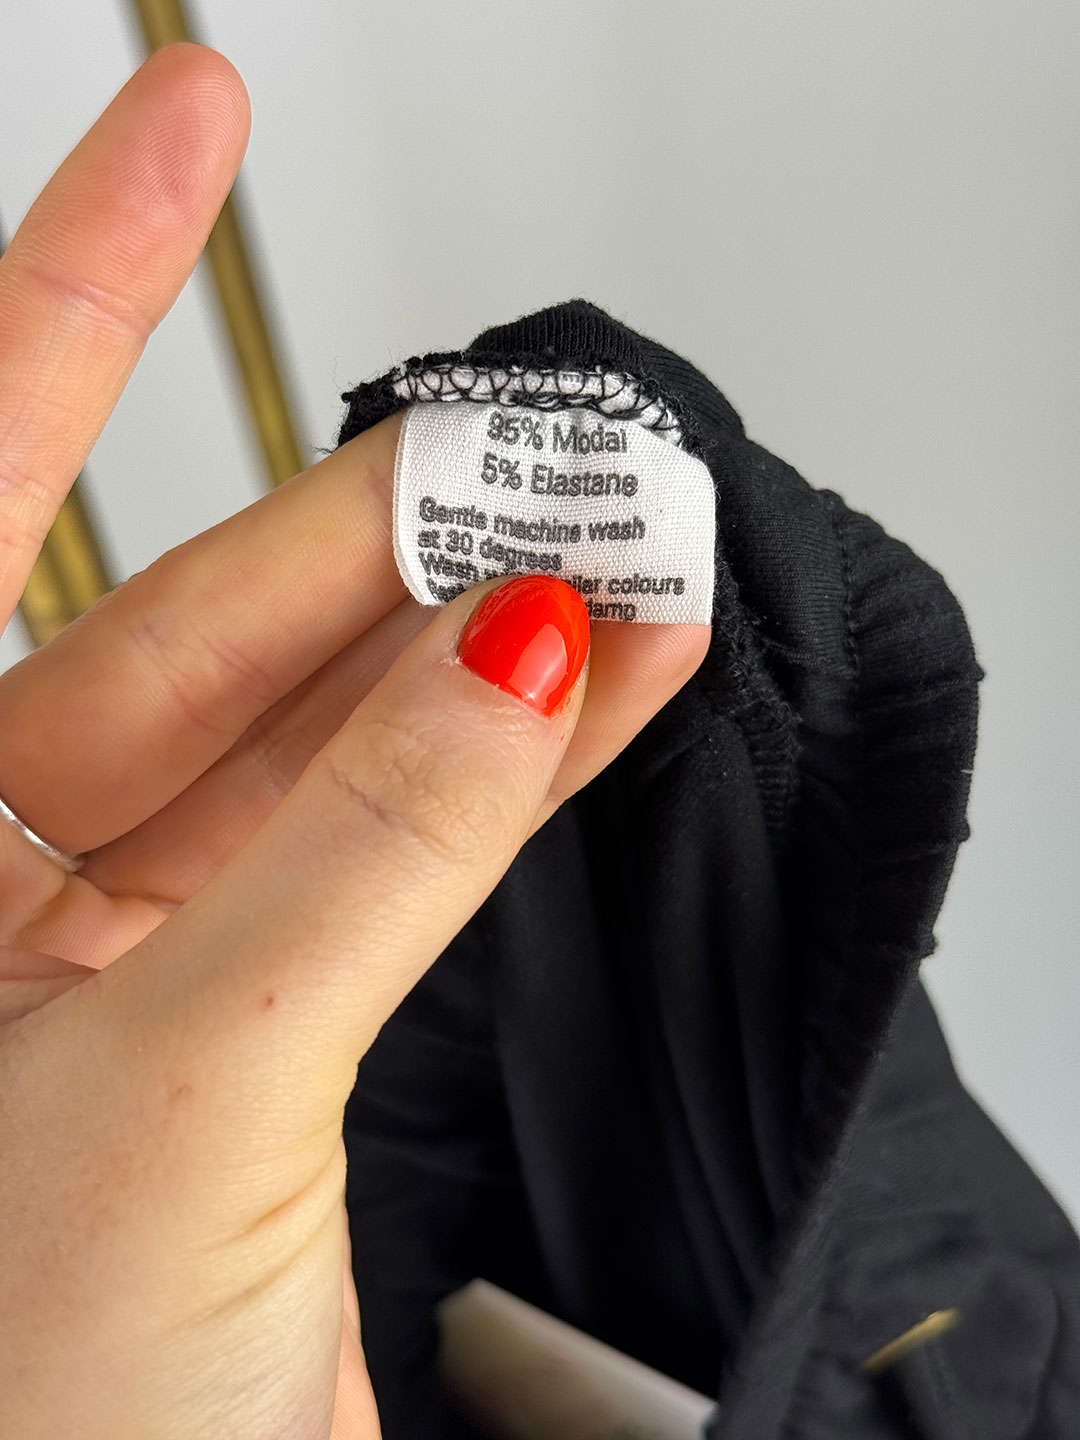 95% Modal
5% Elastane
Gentle machine wash
at 30 degrees
Wash colours
damp